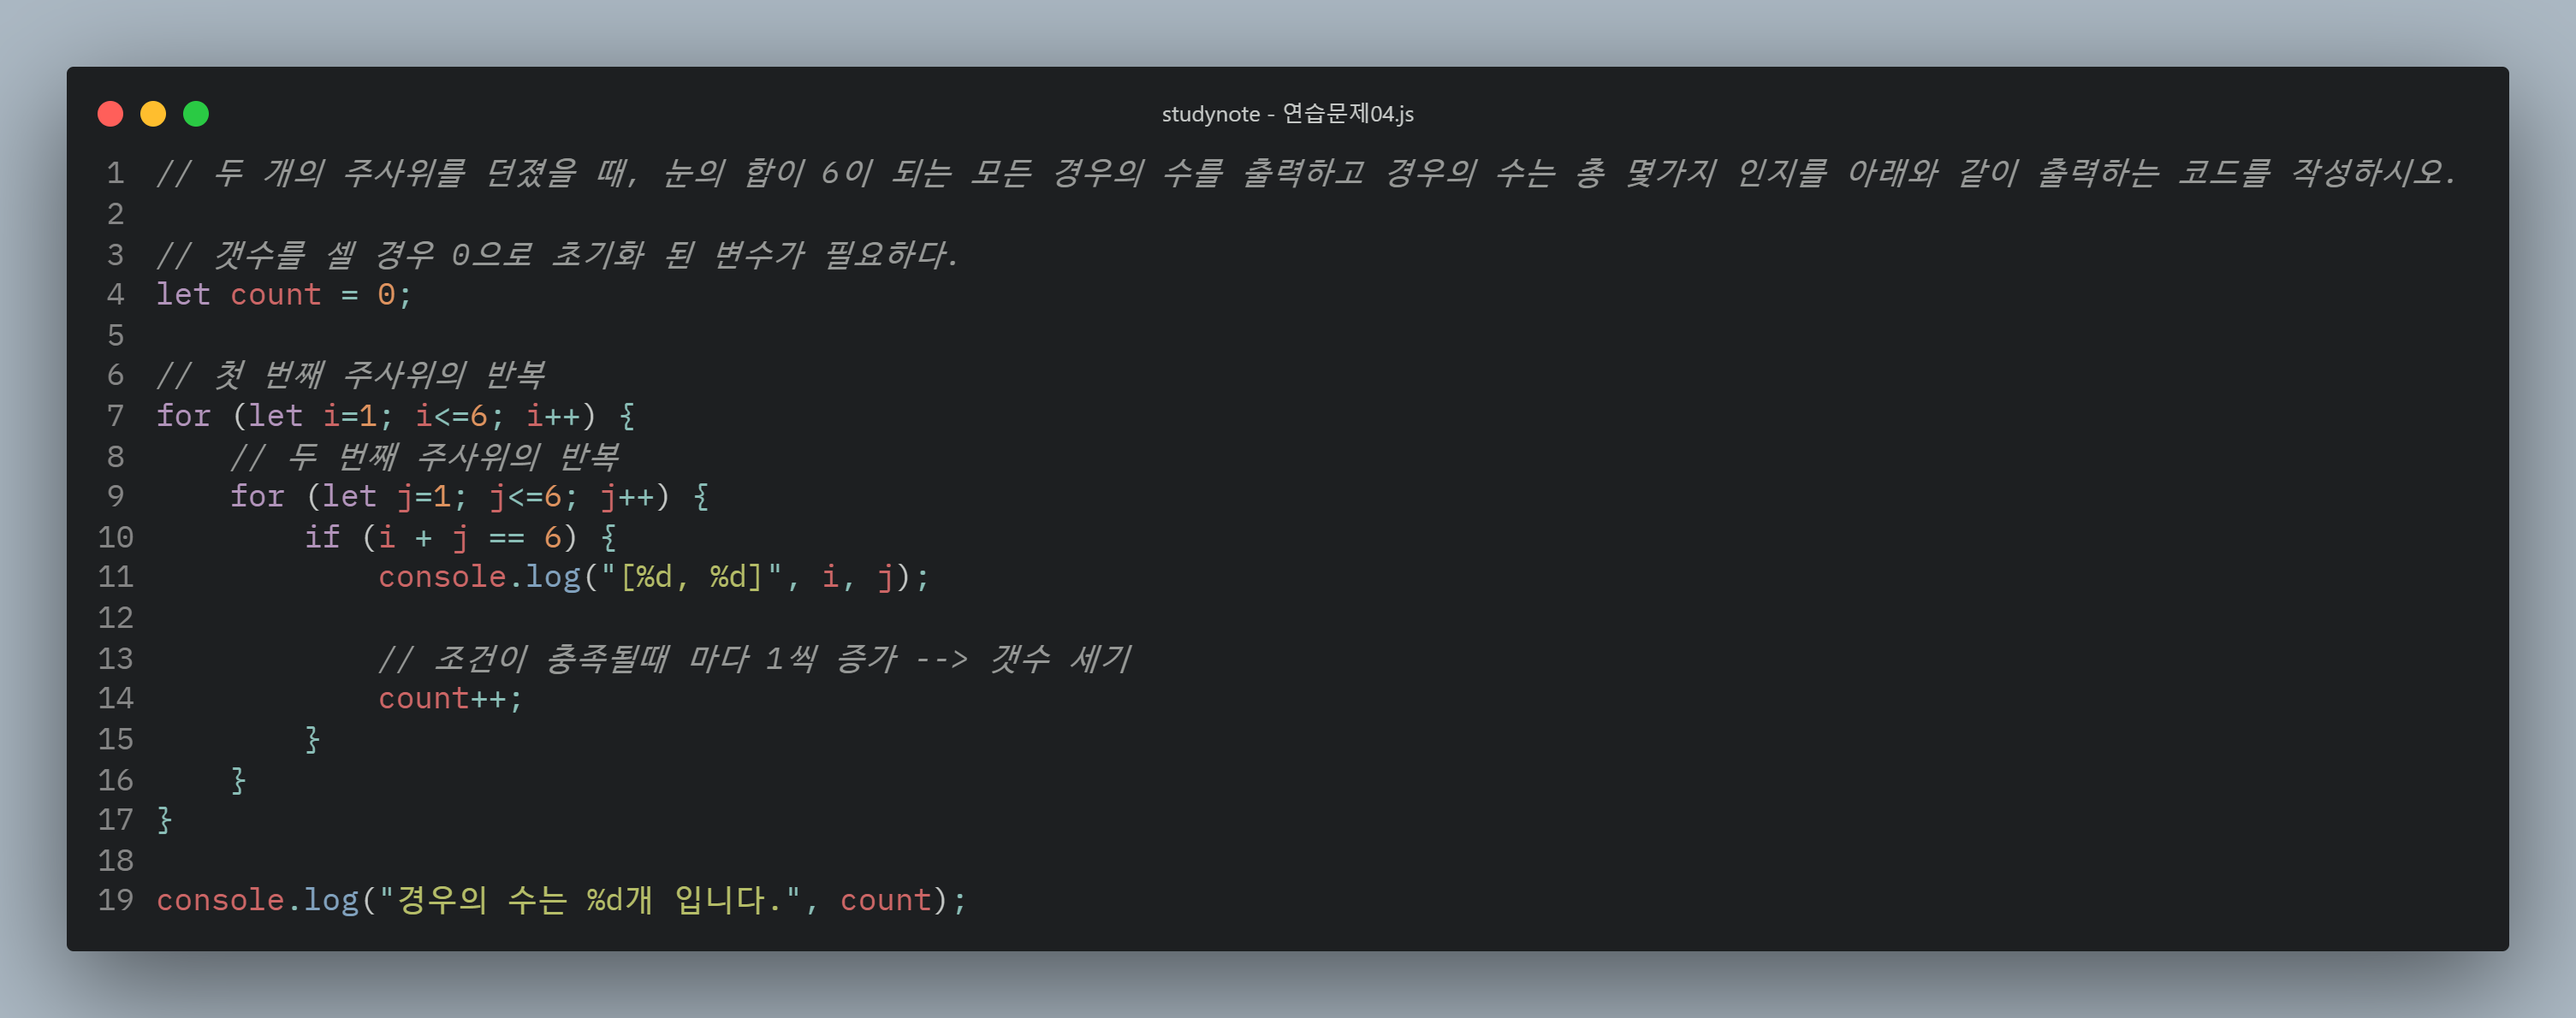 studynote - 연습문제04.js
1 // 두 개의 주사위를 던졌을 때, 눈의 합이 6이 되는 모든 경우의 수를 출력하고 경우의 수는 총 몇가지 인지를 아래와 같이 출력하는 코드를 작성하시오.
2
3 // 갯수를 셀 경우 0으로 초기화 된 변수가 필요하다.
4 let count = 0;
5
6 // 첫 번째 주사위의 반복
7 for (let i=1; i<=6; i++) {
8     // 두 번째 주사위의 반복
9     for (let j=1; j<=6; j++) {
10         if (i + j == 6) {
11             console.log("[%d, %d]", i, j);
12
13             // 조건이 충족될때 마다 1씩 증가 --> 갯수 세기
14             count++;
15         }
16     }
17 }
18
19 console.log("경우의 수는 %d개 입니다.", count);